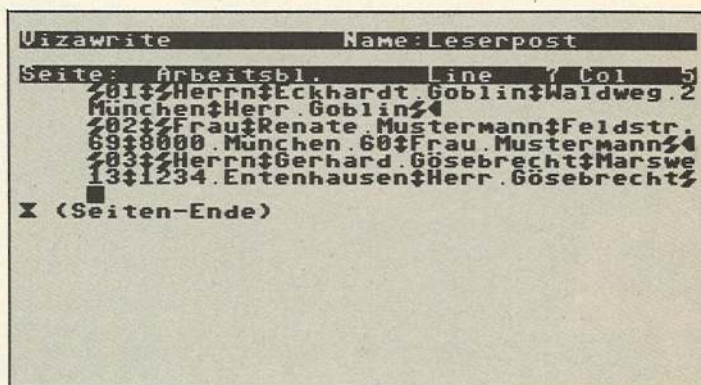 Vizawrite Name:Leserpost
Seite: Arbeitsbl. Line 7 Col 5
⚡01↕⚡Herrn↕Eckhardt.Goblin↕Waldweg.2
München↕Herr.Goblin⚡◀
⚡02↕⚡Frau↕Renate.Mustermann↕Feldstr.
69↕8000.München.60↕Frau.Mustermann⚡◀
⚡03↕⚡Herrn↕Gerhard.Gösebrecht↕Marswe
13↕1234.Entenhausen↕Herr.Gösebrecht⚡
⧗ (Seiten-Ende)